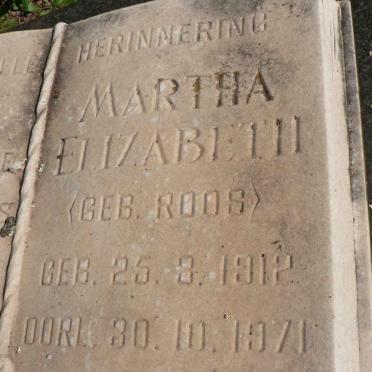 HERINNERING
MARTHA
ELIZABETH
(GEB. ROOS)
GEB. 25. 8. 1912
OORL. 30. 10. 1971